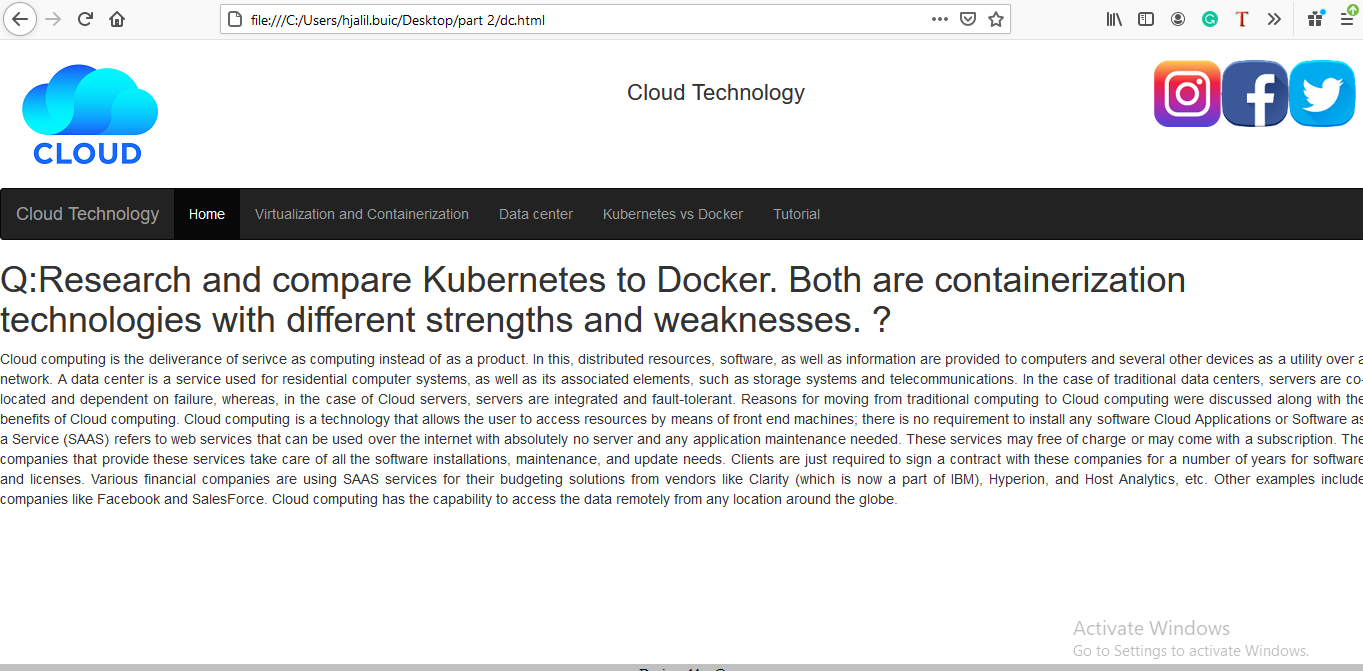 file:///C:/Users/hjalil.buic/Desktop/part 2/dc.html
CLOUD
Cloud Technology
Cloud Technology Home Virtualization and Containerization Data center Kubernetes vs Docker Tutorial
Q:Research and compare Kubernetes to Docker. Both are containerization
technologies with different strengths and weaknesses. ?
Cloud computing is the deliverance of serivce as computing instead of as a product. In this, distributed resources, software, as well as information are provided to computers and several other devices as a utility over a
network. A data center is a service used for residential computer systems, as well as its associated elements, such as storage systems and telecommunications. In the case of traditional data centers, servers are co-
located and dependent on failure, whereas, in the case of Cloud servers, servers are integrated and fault-tolerant. Reasons for moving from traditional computing to Cloud computing were discussed along with the
benefits of Cloud computing. Cloud computing is a technology that allows the user to access resources by means of front end machines; there is no requirement to install any software Cloud Applications or Software as
a Service (SAAS) refers to web services that can be used over the internet with absolutely no server and any application maintenance needed. These services may free of charge or may come with a subscription. The
companies that provide these services take care of all the software installations, maintenance, and update needs. Clients are just required to sign a contract with these companies for a number of years for software
and licenses. Various financial companies are using SAAS services for their budgeting solutions from vendors like Clarity (which is now a part of IBM), Hyperion, and Host Analytics, etc. Other examples include
companies like Facebook and SalesForce. Cloud computing has the capability to access the data remotely from any location around the globe.
Activate Windows
Go to Settings to activate Windows.